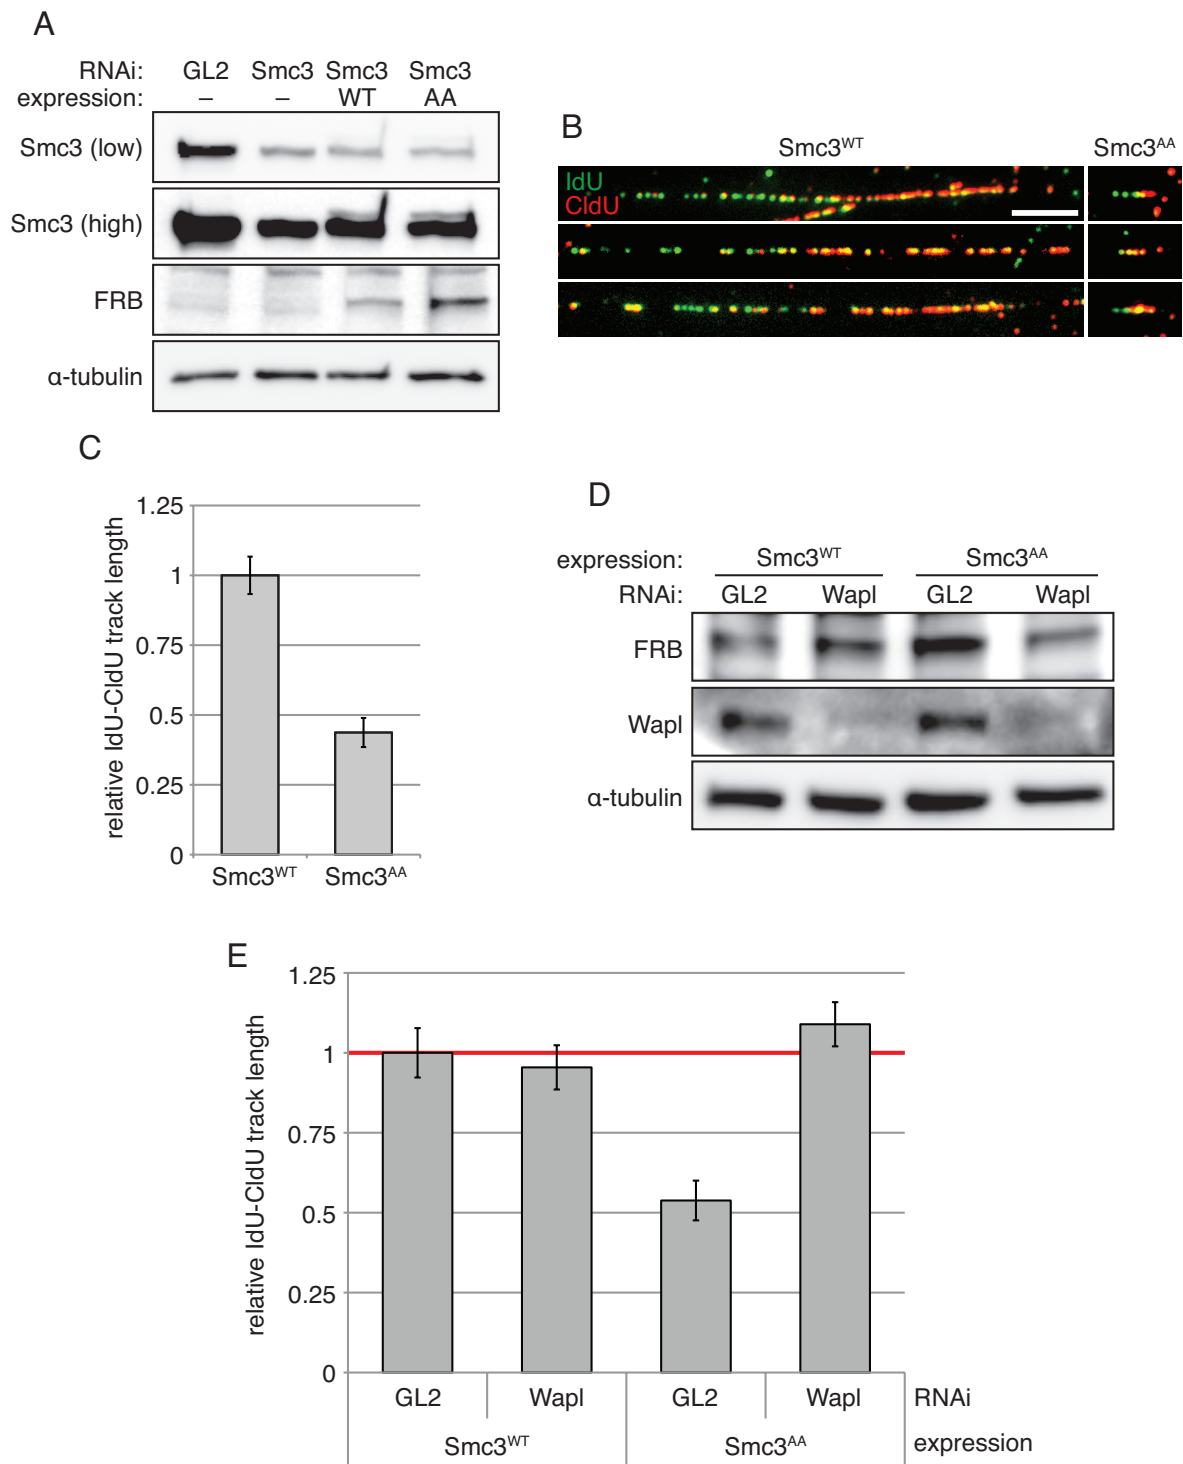 A
RNAi: GL2 Smc3 Smc3 Smc3
expression: – – WT AA
Smc3 (low)
Smc3 (high)
FRB
α-tubulin
B
Smc3WT Smc3AA
IdU
CldU
C
relative IdU-CldU track length
1.25
1
0.75
0.5
0.25
0
Smc3WT Smc3AA
D
expression: Smc3WT Smc3AA
RNAi: GL2 Wapl GL2 Wapl
FRB
Wapl
α-tubulin
E
relative IdU-CldU track length
1.25
1
0.75
0.5
0.25
0
GL2 Wapl GL2 Wapl RNAi
Smc3WT Smc3AA expression